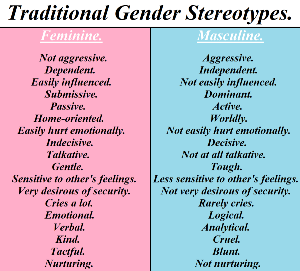 Traditional Gender Stereotypes.
Feminine. Masculine.
Not aggressive. Aggressive.
Dependent. Independent.
Easily influenced. Not easily influenced.
Submissive. Dominant.
Passive. Active.
Home-oriented. Worldly.
Easily hurt emotionally. Not easily hurt emotionally.
Indecisive. Decisive.
Talkative. Not at all talkative.
Gentle. Tough.
Sensitive to other's feelings. Less sensitive to other's feelings.
Very desirous of security. Not very desirous of security.
Cries a lot. Rarely cries.
Emotional. Logical.
Verbal. Analytical.
Kind. Cruel.
Tactful. Blunt.
Nurturing. Not nurturing.